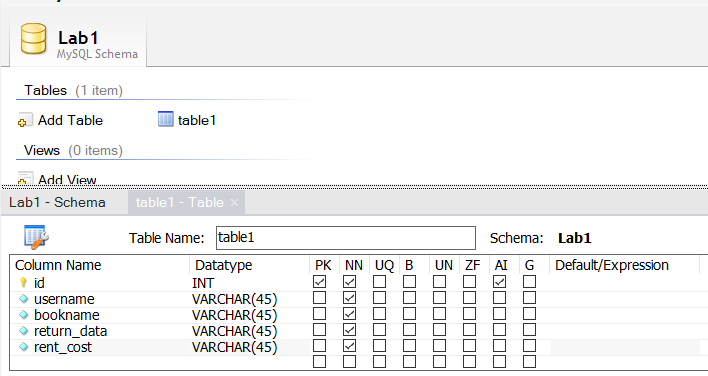 Lab1
MySQL Schema
Tables (1 item)
Add Table table1
Views (0 items)
Add View
Lab1 - Schema table1 - Table ×
Table Name: table1 Schema: Lab1
Column Name Datatype PK NN UQ B UN ZF AI G Default/Expression
id INT
username VARCHAR(45)
bookname VARCHAR(45)
return_data VARCHAR(45)
rent_cost VARCHAR(45)